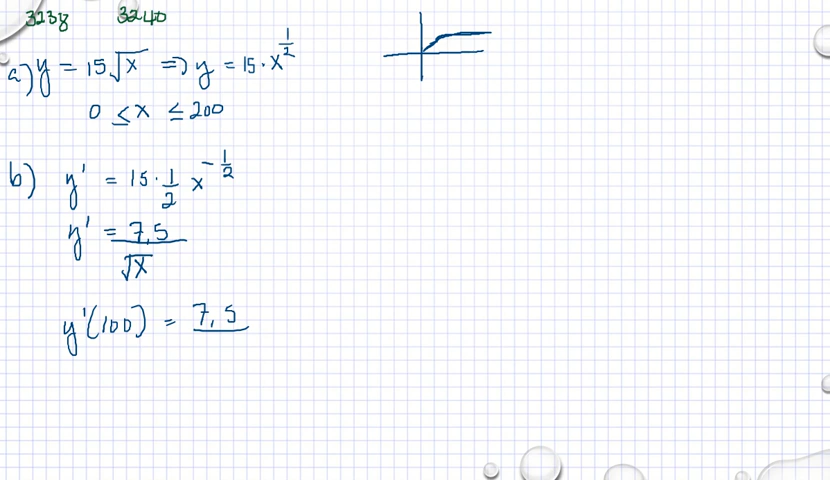 3238 3240
a) y = 15√x ⇒ y = 15 · x^(1/2)
0 ≤ x ≤ 200
b) y' = 15 · 1/2 x^(-1/2)
y' = 7,5/√x
y'(100) = 7,5